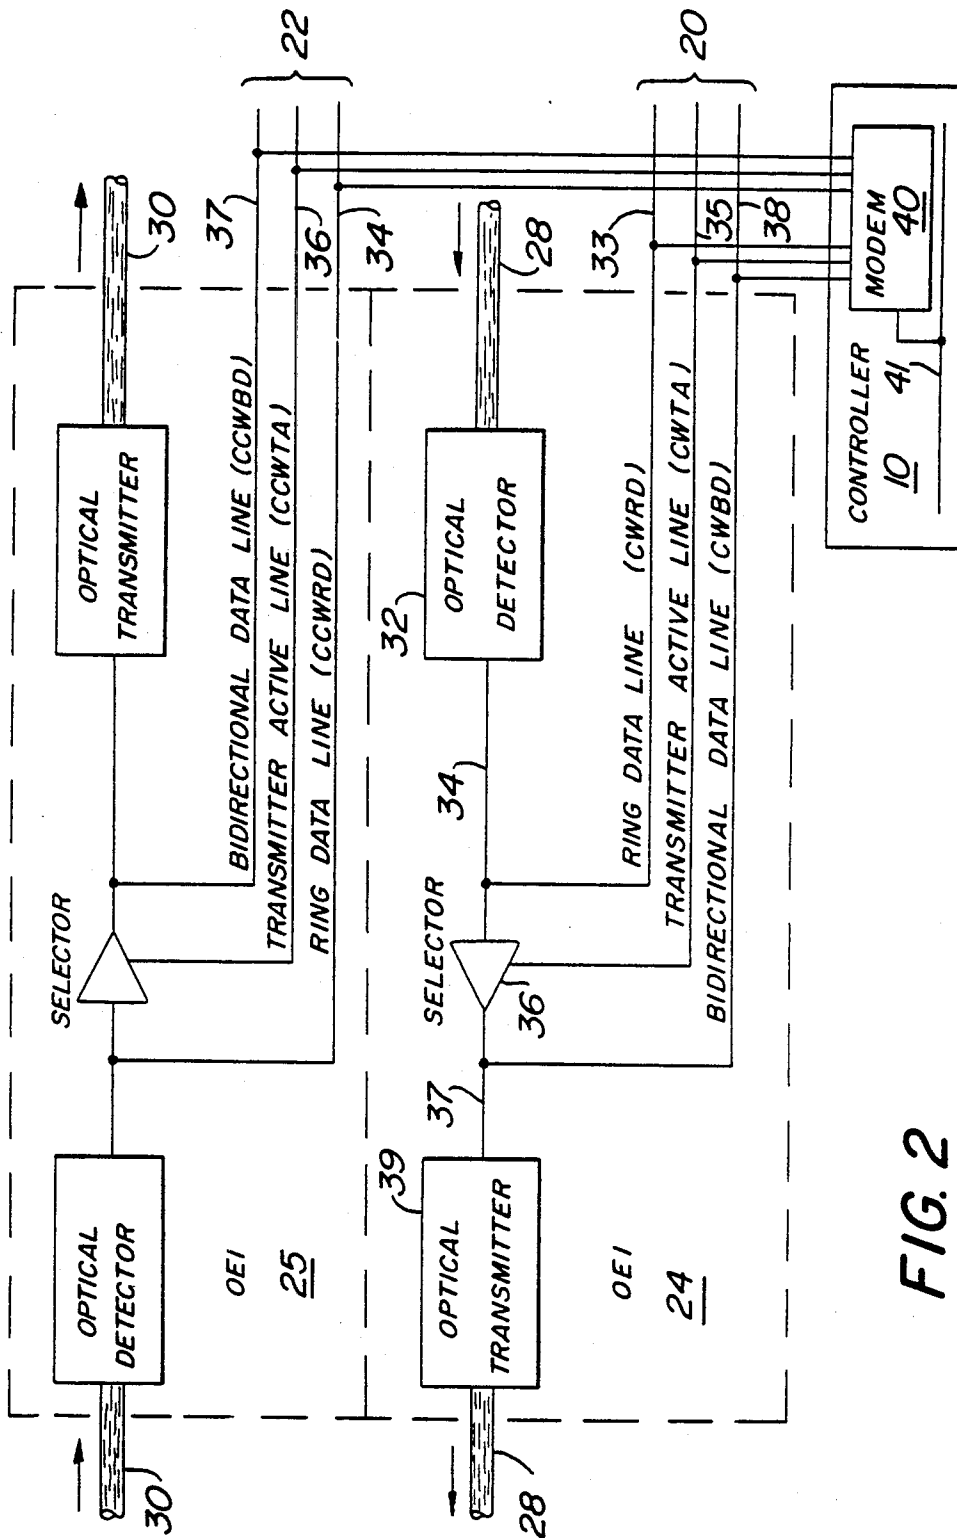 30
OPTICAL
DETECTOR
SELECTOR
OPTICAL
TRANSMITTER
30
OEI
25
BIDIRECTIONAL DATA LINE (CCWBD)
37
TRANSMITTER ACTIVE LINE (CCWTA)
36
RING DATA LINE (CCWRD)
34
22
28
39
OPTICAL
TRANSMITTER
37
SELECTOR
36
34
32
OPTICAL
DETECTOR
28
OEI
24
RING DATA LINE (CWRD)
33
TRANSMITTER ACTIVE LINE (CWTA)
35
BIDIRECTIONAL DATA LINE (CWBD)
38
20
CONTROLLER
10
41
MODEM
40
FIG. 2